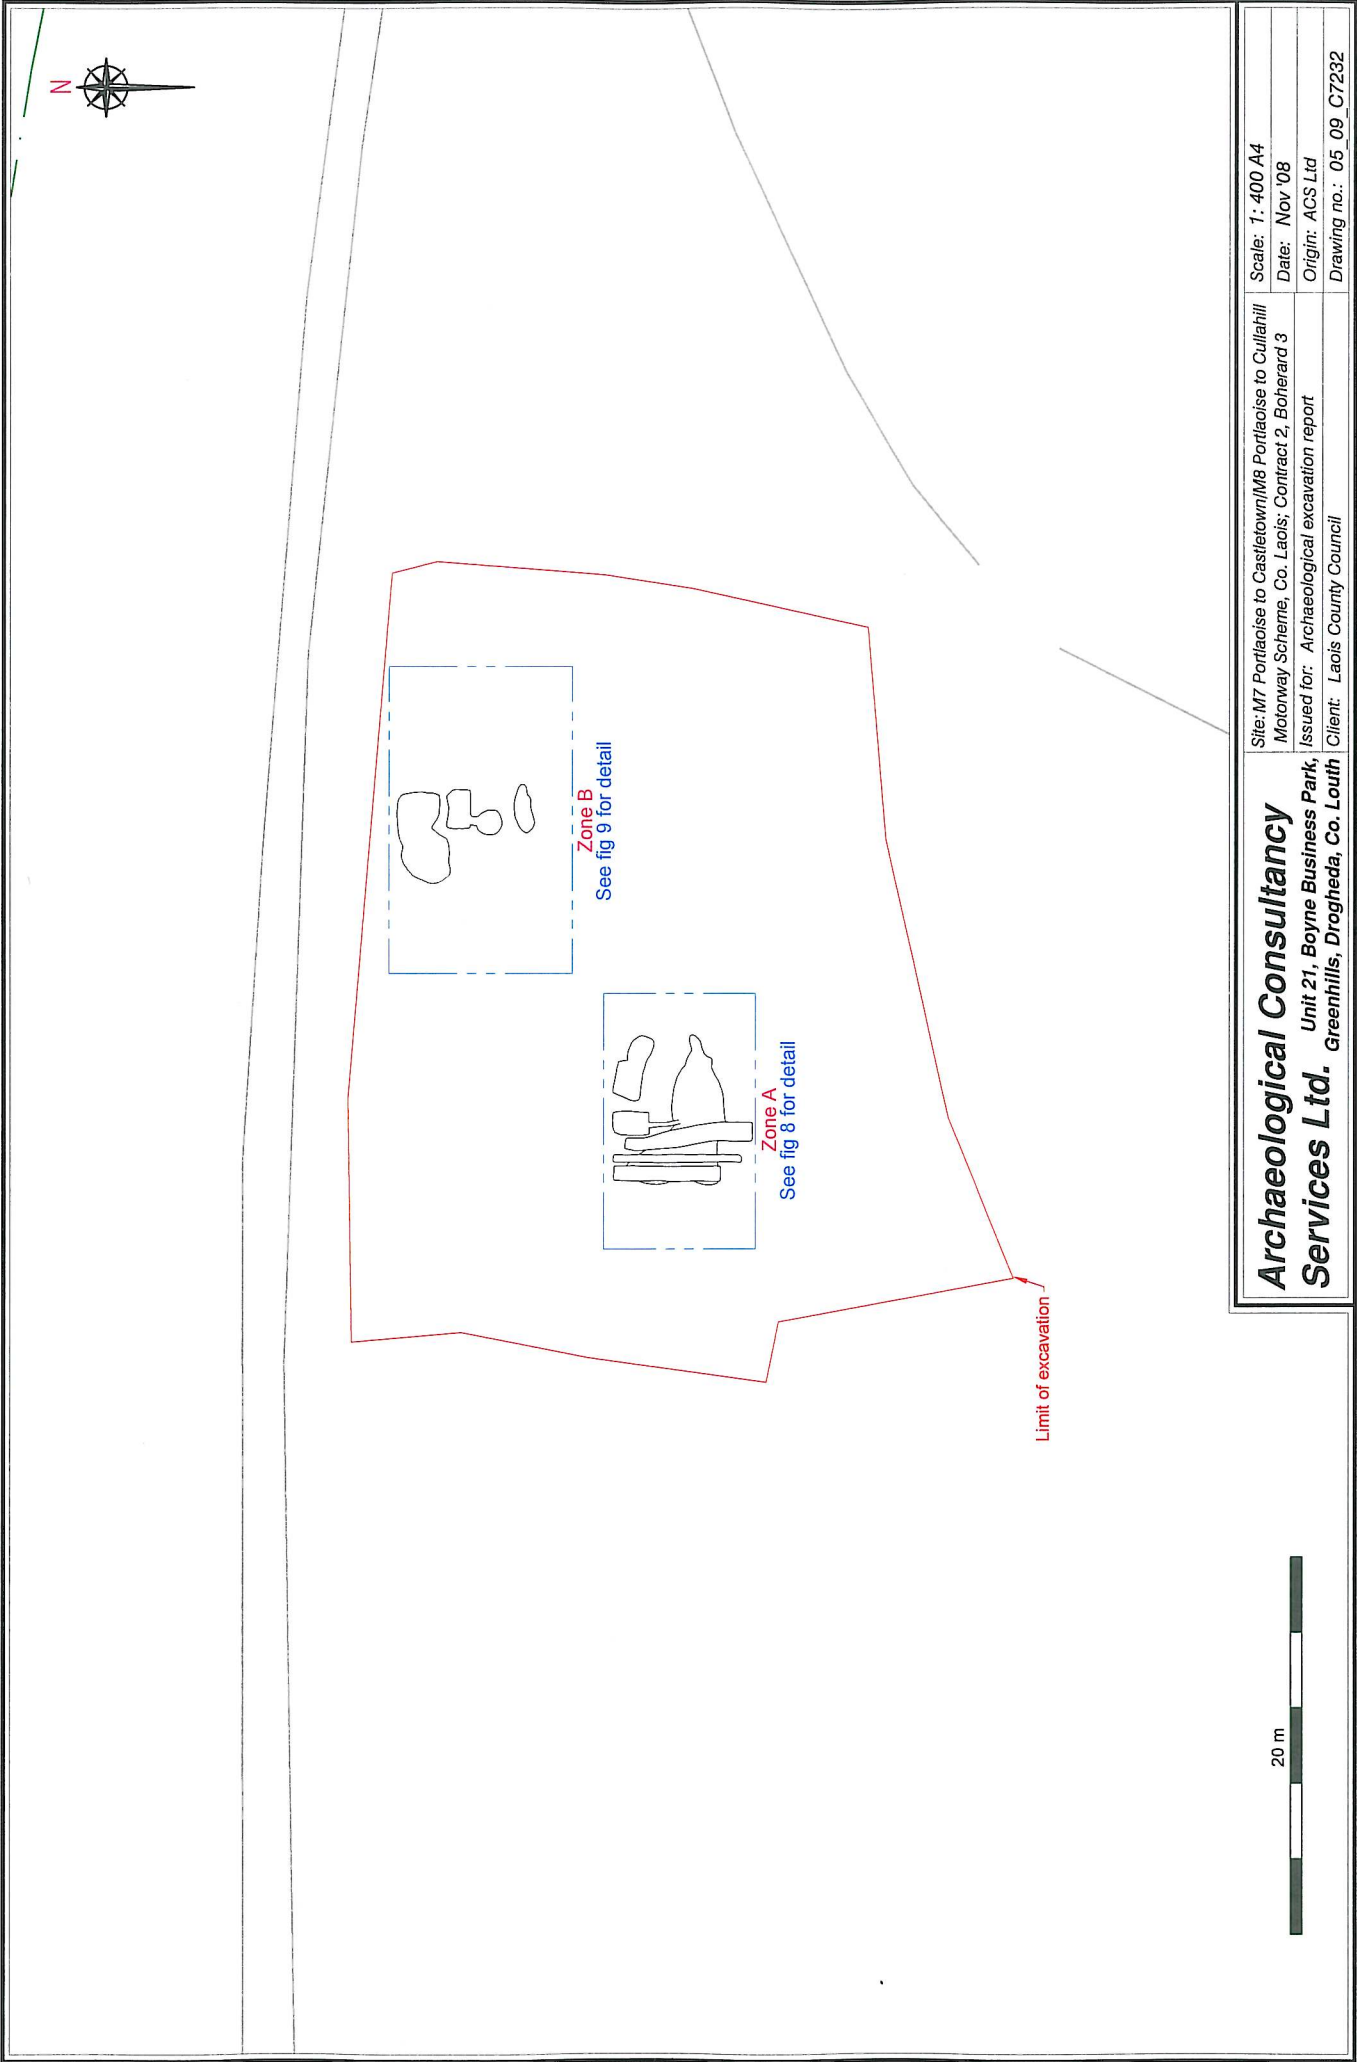 N
Zone B
See fig 9 for detail
Zone A
See fig 8 for detail
Limit of excavation
20 m
Archaeological Consultancy
Services Ltd.
Unit 21, Boyne Business Park,
Greenhills, Drogheda, Co. Louth
Site: M7 Portlaoise to Castletown/M8 Portlaoise to Cullahill
Motorway Scheme, Co. Laois; Contract 2, Boherard 3
Issued for: Archaeological excavation report
Client: Laois County Council
Scale: 1: 400 A4
Date: Nov '08
Origin: ACS Ltd
Drawing no.: 05_09_C7232